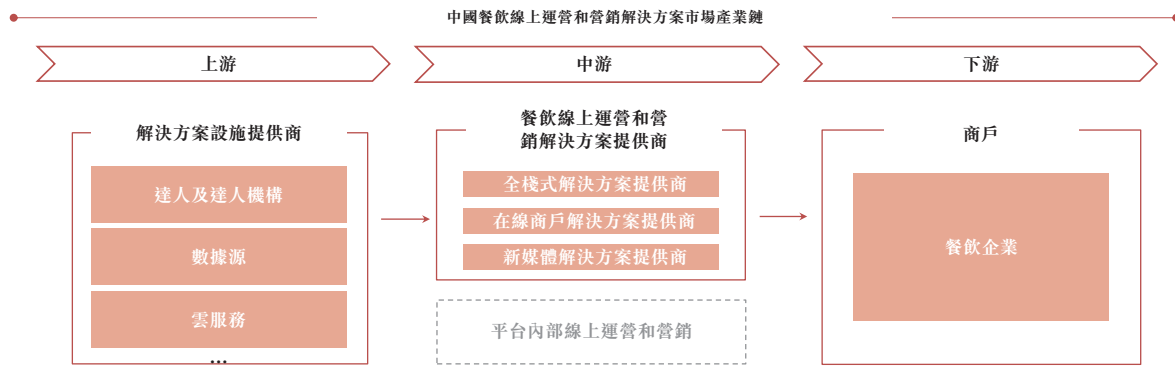 中國餐飲線上運營和營銷解決方案市場產業鏈
上游
中游
下游
解決方案設施提供商
達人及達人機構
數據源
雲服務
...
餐飲線上運營和營
銷解決方案提供商
全棧式解決方案提供商
在線商戶解決方案提供商
新媒體解決方案提供商
平台內部線上運營和營銷
商戶
餐飲企業